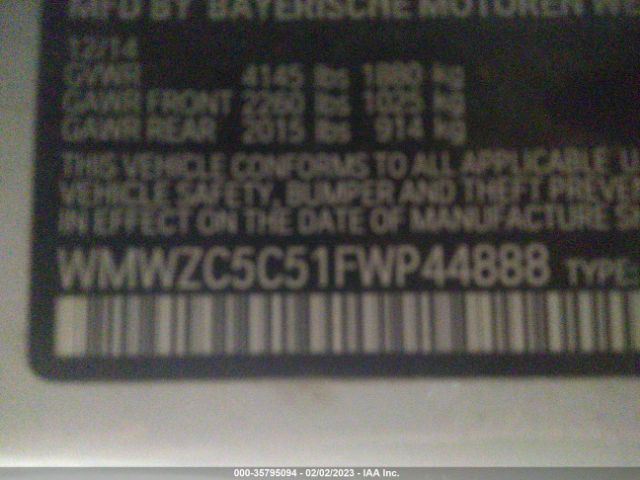 MFD BY BAYERISCHE MOTOREN WE
12/14
GVWR 4145 lbs 1880 kg
GAWR FRONT 2260 lbs 1025 kg
GAWR REAR 2015 lbs 914 kg
THIS VEHICLE CONFORMS TO ALL APPLICABLE U
VEHICLE SAFETY, BUMPER AND THEFT PREVE
IN EFFECT ON THE DATE OF MANUFACTURE S
WMWZC5C51FWP44888 TYPE:
000-35795094 - 02/02/2023 - IAA Inc.